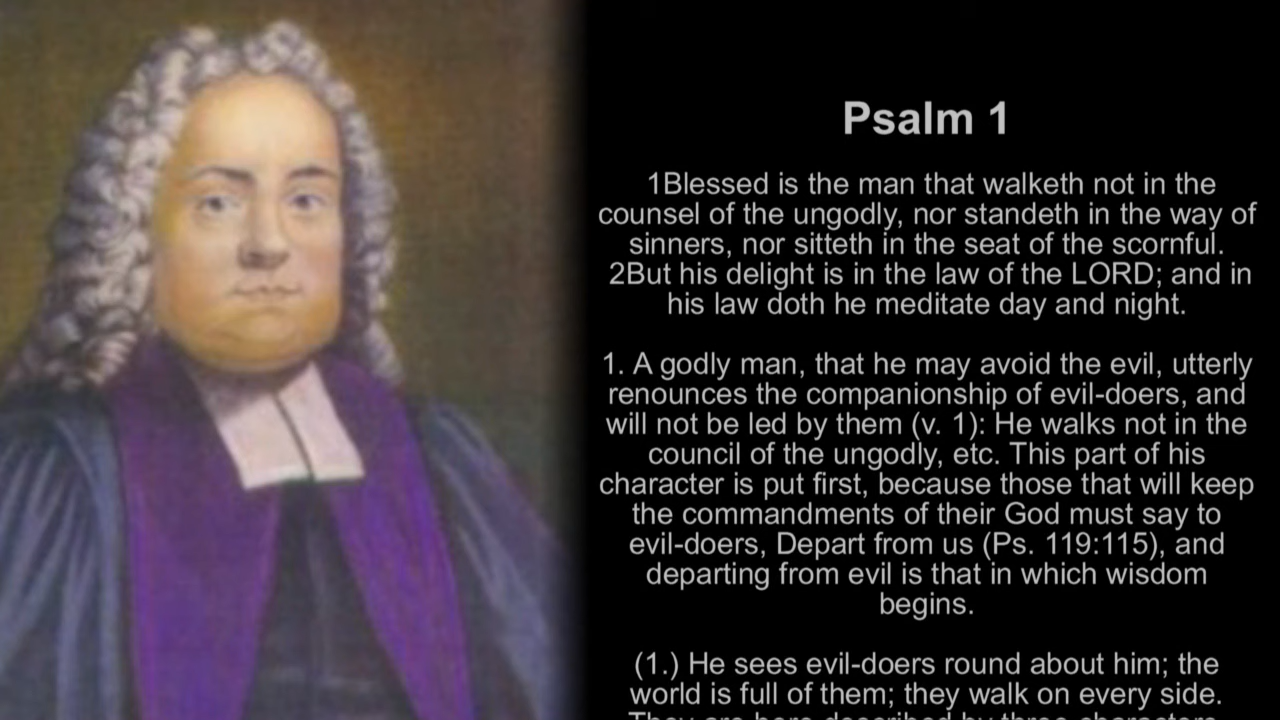 Psalm 1
1Blessed is the man that walketh not in the
counsel of the ungodly, nor standeth in the way of
sinners, nor sitteth in the seat of the scornful.
2But his delight is in the law of the LORD; and in
his law doth he meditate day and night.
1. A godly man, that he may avoid the evil, utterly
renounces the companionship of evil-doers, and
will not be led by them (v. 1): He walks not in the
council of the ungodly, etc. This part of his
character is put first, because those that will keep
the commandments of their God must say to
evil-doers, Depart from us (Ps. 119:115), and
departing from evil is that in which wisdom
begins.
(1.) He sees evil-doers round about him; the
world is full of them; they walk on every side.
They are here described by three characters,